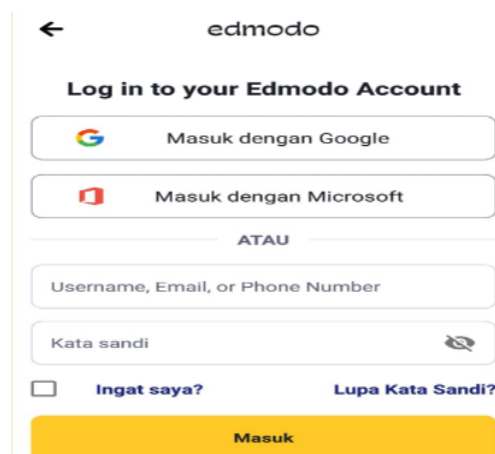 edmodo
Log in to your Edmodo Account
Masuk dengan Google
Masuk dengan Microsoft
ATAU
Username, Email, or Phone Number
Kata sandi
Ingat saya? Lupa Kata Sandi?
Masuk